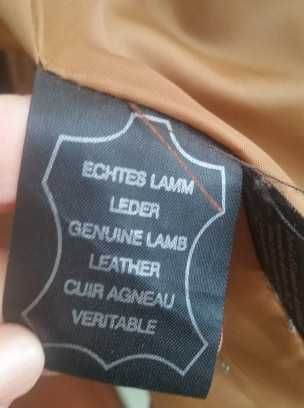 ECHTES LAMM
LEDER
GENUINE LAMB
LEATHER
CUIR AGNEAU
VERITABLE